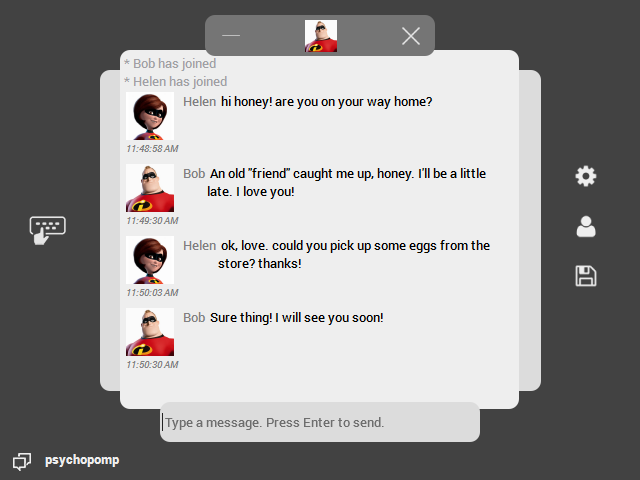 * Bob has joined
* Helen has joined
Helen hi honey! are you on your way home?
11:48:58 AM
Bob An old "friend" caught me up, honey. I'll be a little
late. I love you!
11:49:30 AM
Helen ok, love. could you pick up some eggs from the
store? thanks!
11:50:03 AM
Bob Sure thing! I will see you soon!
11:50:30 AM
Type a message. Press Enter to send.
psychopomp